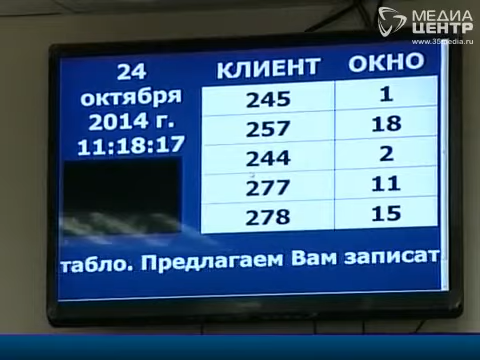 МЕДИА
ЦЕНТР
www.35media.ru
24
октября
2014 г.
11:18:17
КЛИЕНТ ОКНО
245 1
257 18
244 2
277 11
278 15
табло. Предлагаем Вам записат